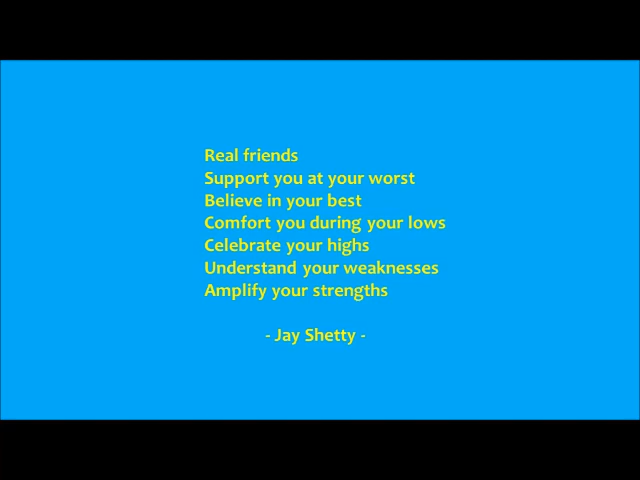 Real friends
Support you at your worst
Believe in your best
Comfort you during your lows
Celebrate your highs
Understand your weaknesses
Amplify your strengths
- Jay Shetty -